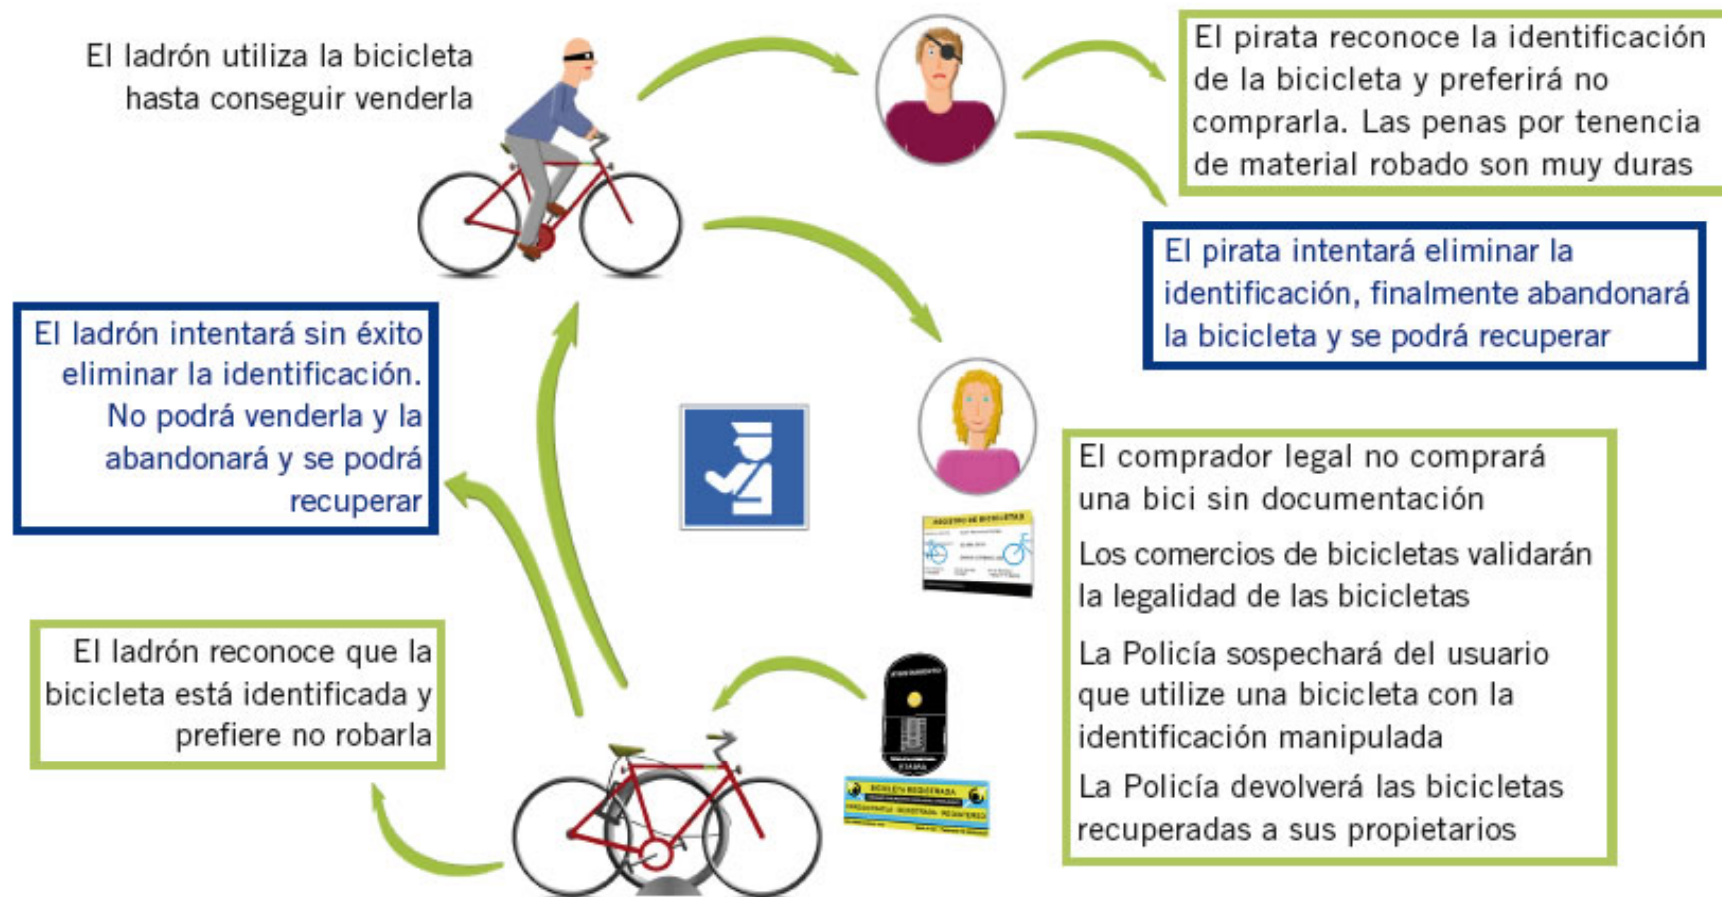 El ladrón utiliza la bicicleta
hasta conseguir venderla
El pirata reconoce la identificación
de la bicicleta y preferirá no
comprarla. Las penas por tenencia
de material robado son muy duras
El pirata intentará eliminar la
identificación, finalmente abandonará
la bicicleta y se podrá recuperar
El ladrón intentará sin éxito
eliminar la identificación.
No podrá venderla y la
abandonará y se podrá
recuperar
El comprador legal no comprará
una bici sin documentación
Los comercios de bicicletas validarán
la legalidad de las bicicletas
La Policía sospechará del usuario
que utilize una bicicleta con la
identificación manipulada
La Policía devolverá las bicicletas
recuperadas a sus propietarios
REGISTRO DE BICICLETAS
El ladrón reconoce que la
bicicleta está identificada y
prefiere no robarla
BICICLETA REGISTRADA